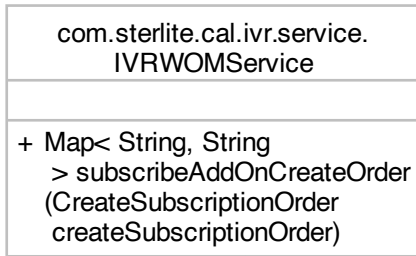 com.sterlite.cal.ivr.service.
IVRWOMService
+ Map< String, String
> subscribeAddOnCreateOrder
(CreateSubscriptionOrder
createSubscriptionOrder)